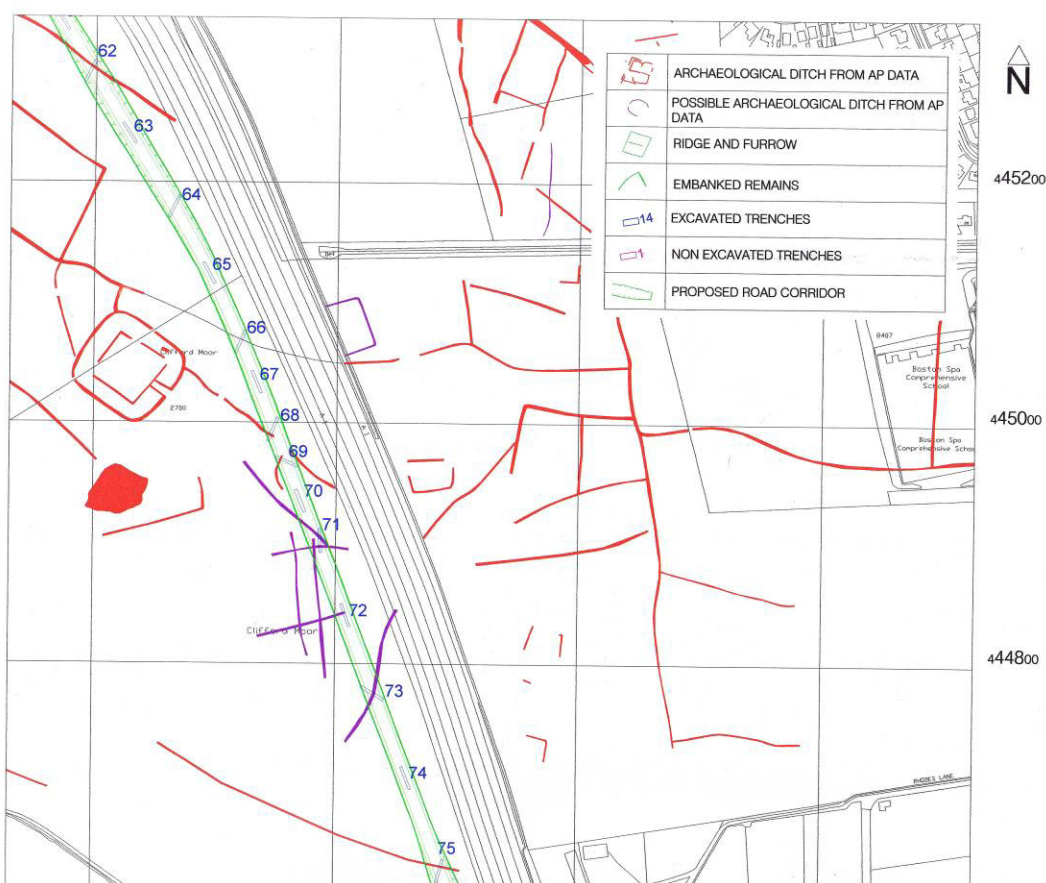 62
63
64
65
66
67
68
69
70
71
72
73
74
75
Clifford Moor
2700
Clifford Moor
A1
ARCHAEOLOGICAL DITCH FROM AP DATA
POSSIBLE ARCHAEOLOGICAL DITCH FROM AP
DATA
RIDGE AND FURROW
EMBANKED REMAINS
14 EXCAVATED TRENCHES
1 NON EXCAVATED TRENCHES
PROPOSED ROAD CORRIDOR
N
445200
0407
Boston Spa
Comprehensive
School
445000
Boston Spa
Comprehensive School
444800
RHODES LANE